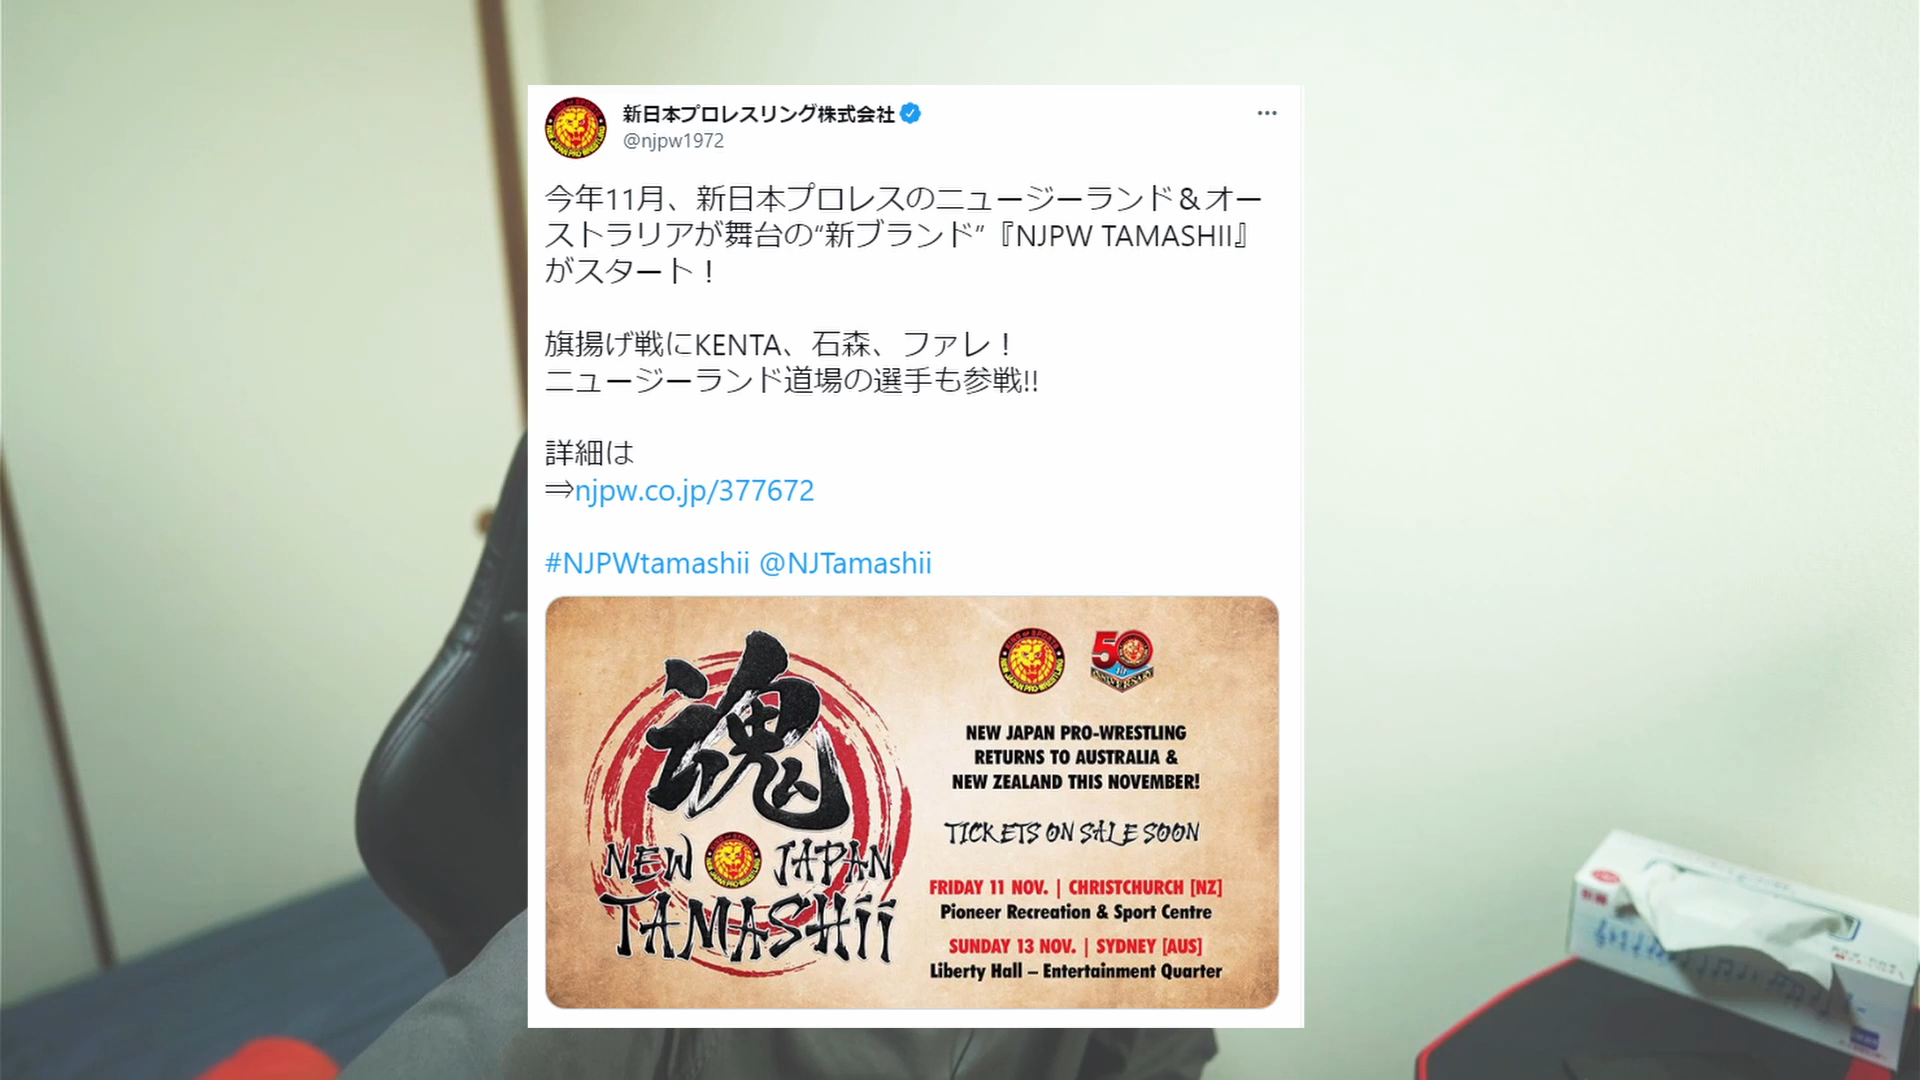 新日本プロレスリング株式会社
@njpw1972
今年11月、新日本プロレスのニュージーランド＆オー
ストラリアが舞台の“新ブランド”『NJPW TAMASHII』
がスタート！
旗揚げ戦にKENTA、石森、ファレ！
ニュージーランド道場の選手も参戦!!
詳細は
⇒njpw.co.jp/377672
#NJPWtamashii @NJTamashii
魂
NEW JAPAN
TAMASHii
50
ANNIVERSARY
NEW JAPAN PRO-WRESTLING
RETURNS TO AUSTRALIA &
NEW ZEALAND THIS NOVEMBER!
TICKETS ON SALE SOON
FRIDAY 11 NOV. | CHRISTCHURCH [NZ]
Pioneer Recreation & Sport Centre
SUNDAY 13 NOV. | SYDNEY [AUS]
Liberty Hall – Entertainment Quarter